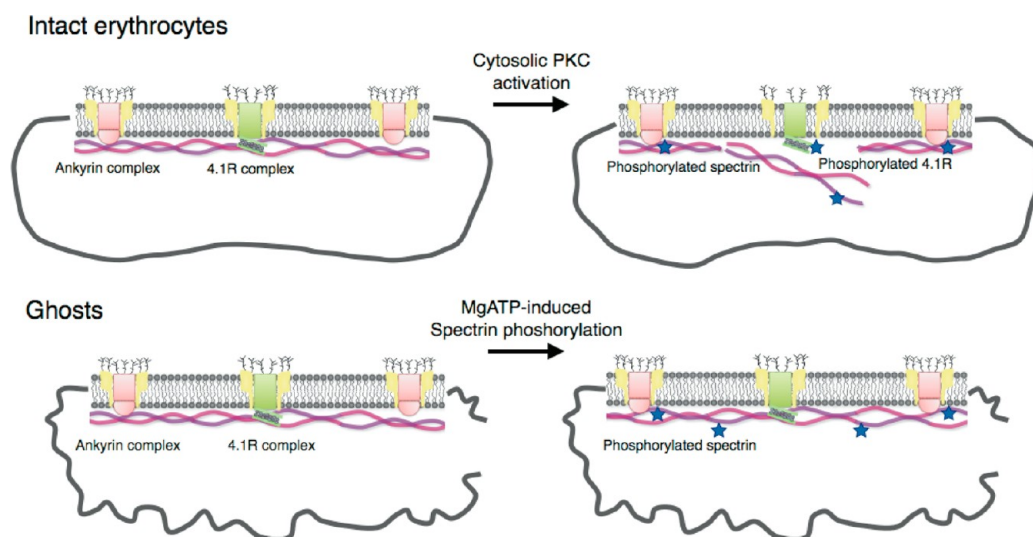 Intact erythrocytes
Cytosolic PKC
activation
Ankyrin complex
4.1R complex
Phosphorylated spectrin
Phosphorylated 4.1R
Ghosts
MgATP-induced
Spectrin phoshorylation
Ankyrin complex
4.1R complex
Phosphorylated spectrin